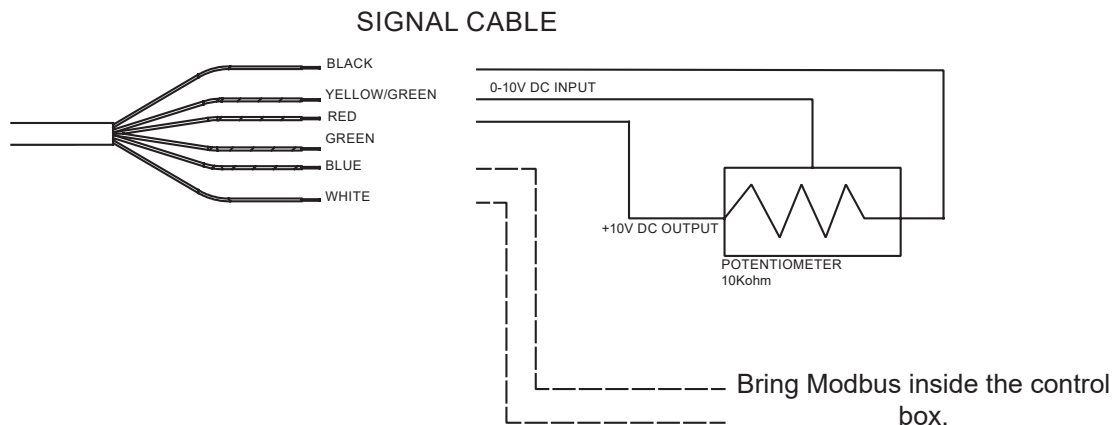 SIGNAL CABLE
BLACK
YELLOW/GREEN
RED
GREEN
BLUE
WHITE
0-10V DC INPUT
+10V DC OUTPUT
POTENTIOMETER
10Kohm
Bring Modbus inside the control
box.